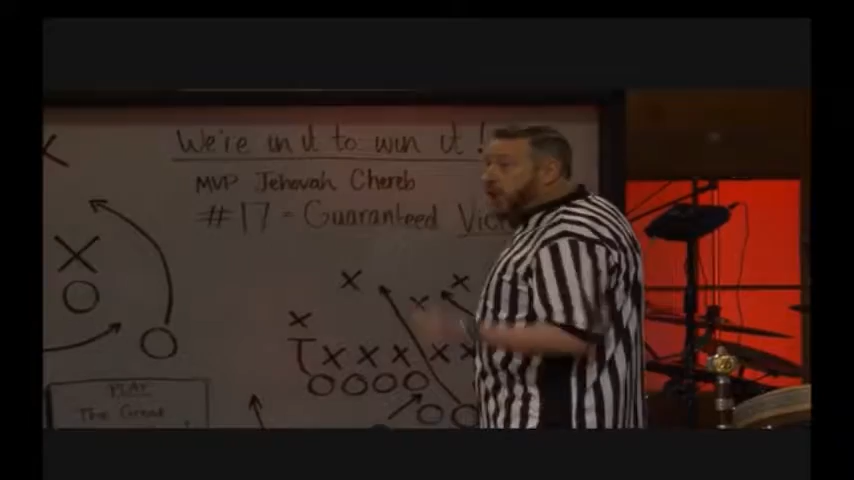 We're in it to win it!
MVP Jehovah Chereb
#17 = Guaranteed
PLAY
The Great